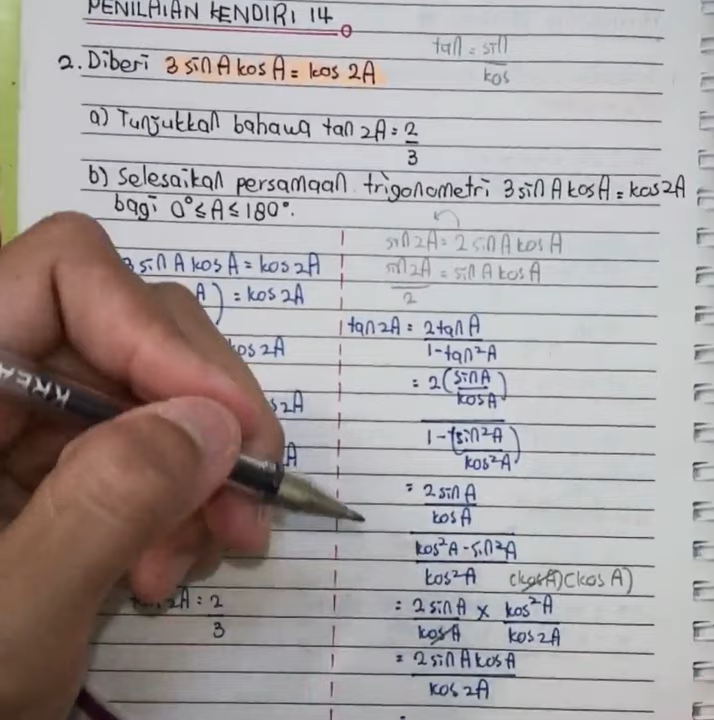 PENILAIAN KENDIRI 14
tan = sin
kos
2. Diberi 3 sin A kos A = kos 2A
a) Tunjukkan bahawa tan 2A = 2
3
b) Selesaikan persamaan trigonometri 3 sin A kos A = kos 2A
bagi 0° ≤ A ≤ 180°.
3 sin A kos A = kos 2A
A) = kos 2A
kos 2A
2A
A
2A = 2
3
sin 2A = 2 sin A kos A
sin 2A = sin A kos A
2
tan 2A = 2 tan A
1 - tan² A
= 2 (sin A
kos A)
1 - (sin² A
kos² A)
= 2 sin A
kos A
kos² A - sin² A
kos² A (kos A)(kos A)
= 2 sin A × kos² A
kos A kos 2A
= 2 sin A kos A
kos 2A
KREA